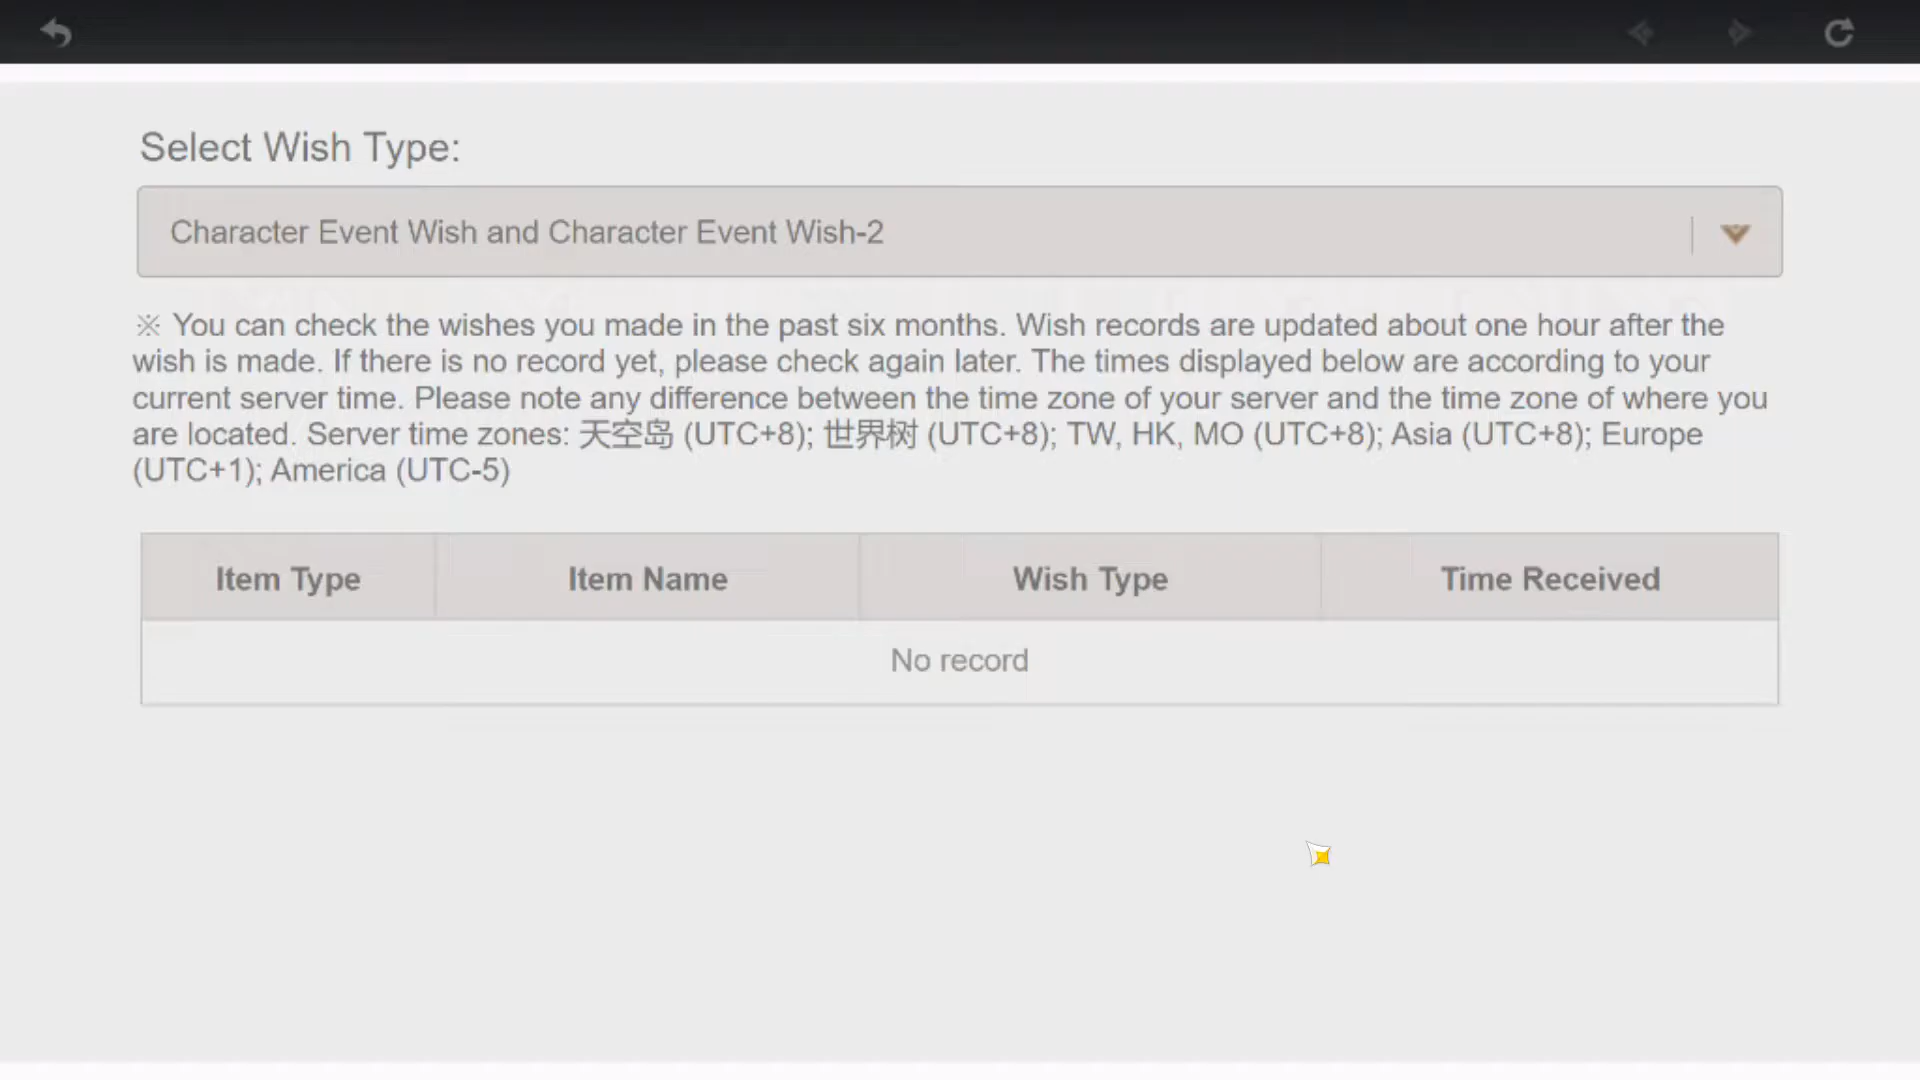 Select Wish Type:
Character Event Wish and Character Event Wish-2
※ You can check the wishes you made in the past six months. Wish records are updated about one hour after the
wish is made. If there is no record yet, please check again later. The times displayed below are according to your
current server time. Please note any difference between the time zone of your server and the time zone of where you
are located. Server time zones: 天空岛 (UTC+8); 世界树 (UTC+8); TW, HK, MO (UTC+8); Asia (UTC+8); Europe
(UTC+1); America (UTC-5)
Item Type Item Name Wish Type Time Received
No record